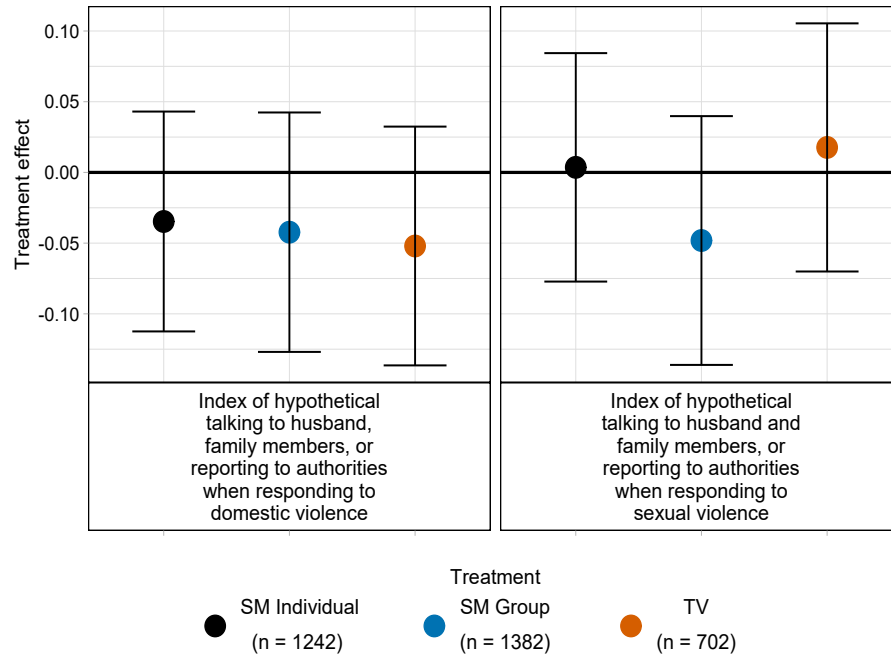 Treatment effect
0.10
0.05
0.00
-0.05
-0.10
Index of hypothetical
talking to husband,
family members, or
reporting to authorities
when responding to
domestic violence
Index of hypothetical
talking to husband and
family members, or
reporting to authorities
when responding to
sexual violence
Treatment
SM Individual
(n = 1242)
SM Group
(n = 1382)
TV
(n = 702)